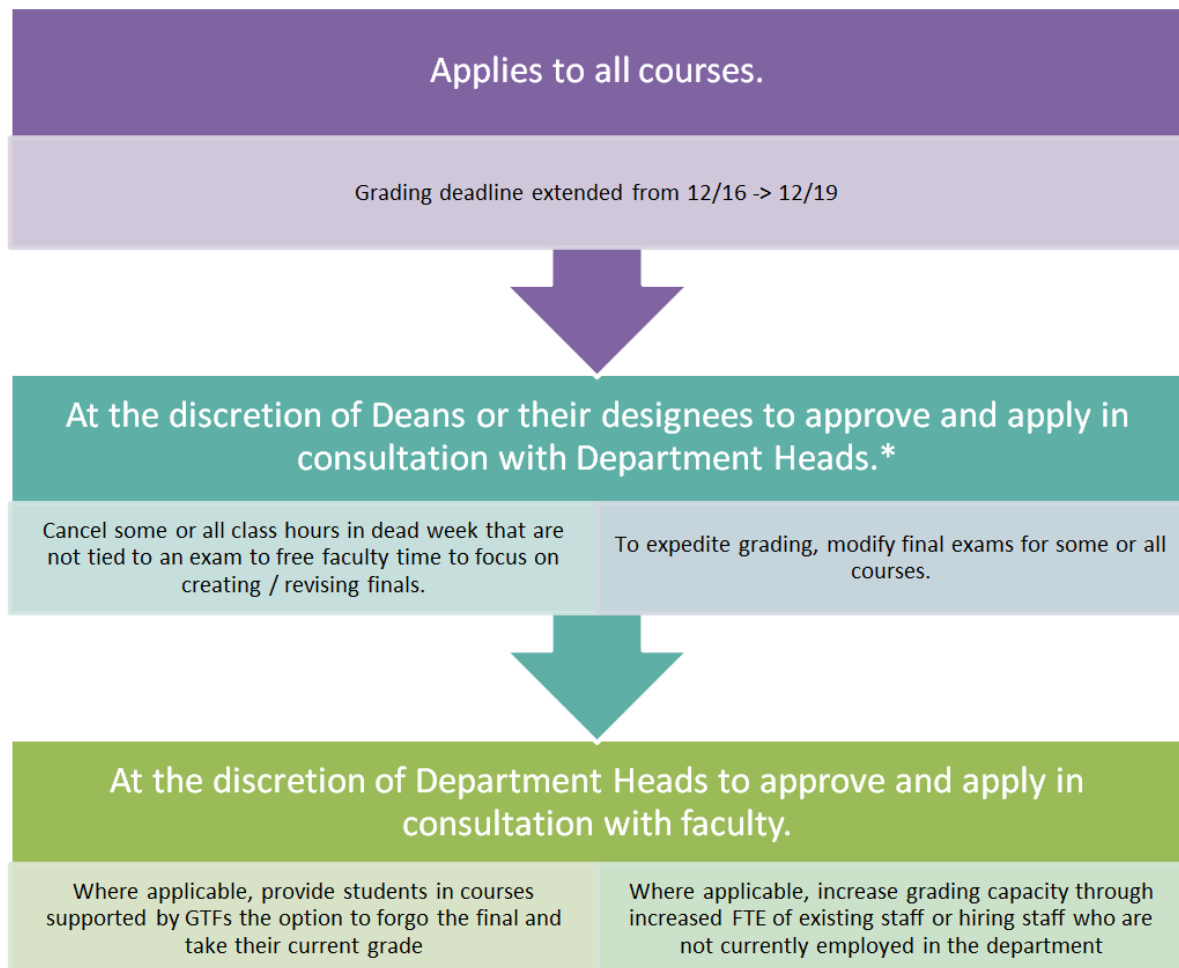 Applies to all courses.
Grading deadline extended from 12/16 -> 12/19
At the discretion of Deans or their designees to approve and apply in
consultation with Department Heads.*
Cancel some or all class hours in dead week that are
not tied to an exam to free faculty time to focus on
creating / revising finals.
To expedite grading, modify final exams for some or all
courses.
At the discretion of Department Heads to approve and apply in
consultation with faculty.
Where applicable, provide students in courses
supported by GTFs the option to forgo the final and
take their current grade
Where applicable, increase grading capacity through
increased FTE of existing staff or hiring staff who are
not currently employed in the department